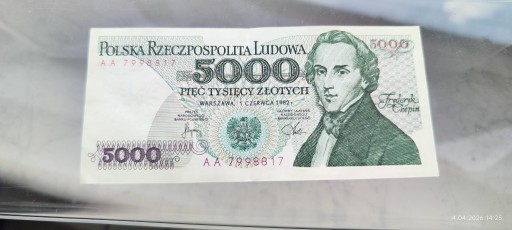 POLSKA RZECZPOSPOLITA LUDOWA
AA 7998817
5000
5000
PIĘĆ TYSIĘCY ZŁOTYCH
WARSZAWA, 1 CZERWCA 1982 r.
Fryderyk
Chopin
5000
AA 7998817